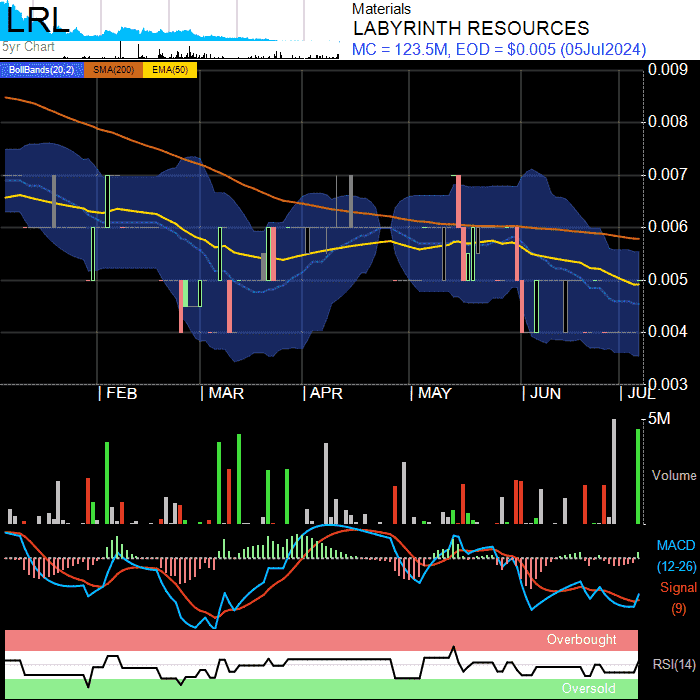 LRL
5yr Chart
Materials
LABYRINTH RESOURCES
MC = 123.5M, EOD = $0.005 (05Jul2024)
BollBands(20,2) SMA(200) EMA(50)
0.009
0.008
0.007
0.006
0.005
0.004
0.003
FEB MAR APR MAY JUN JUL
5M
Volume
MACD
(12-26)
Signal
(9)
Overbought
RSI(14)
Oversold